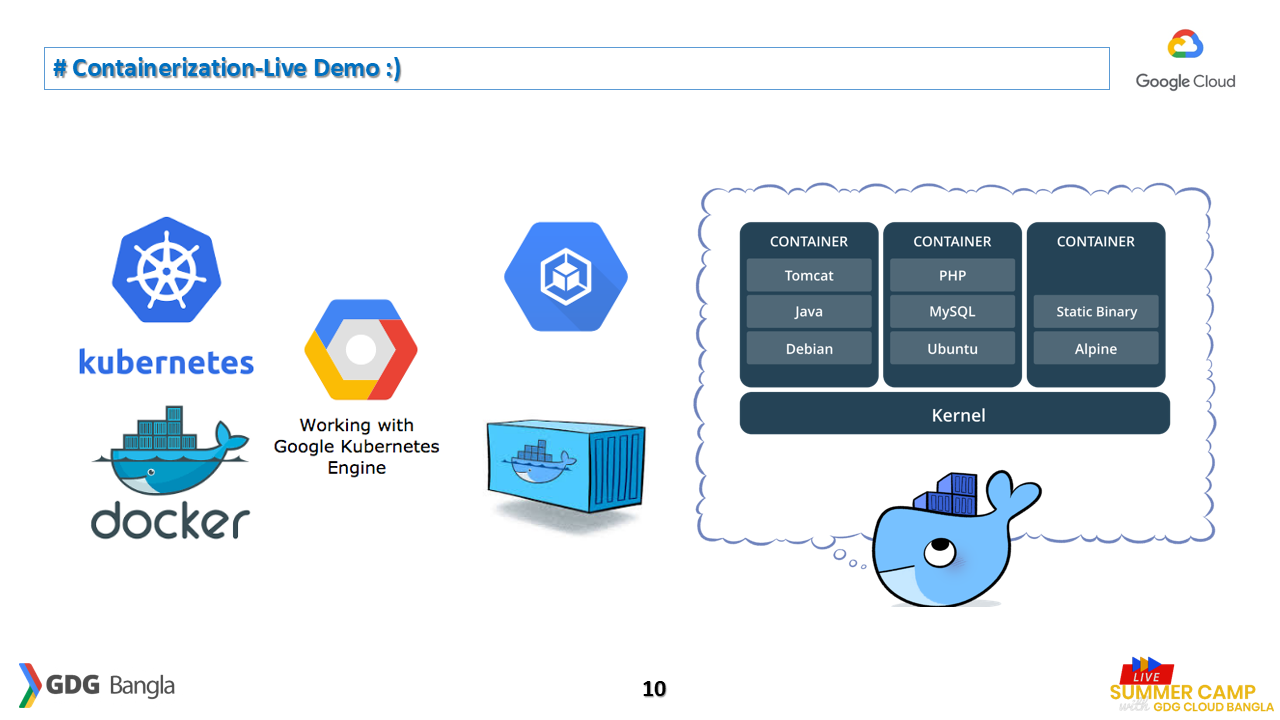 # Containerization-Live Demo :)
Google Cloud
kubernetes
docker
Working with
Google Kubernetes
Engine
CONTAINER
Tomcat
Java
Debian
CONTAINER
PHP
MySQL
Ubuntu
CONTAINER
Static Binary
Alpine
Kernel
GDG Bangla
10
LIVE
SUMMER CAMP
with GDG CLOUD BANGLA